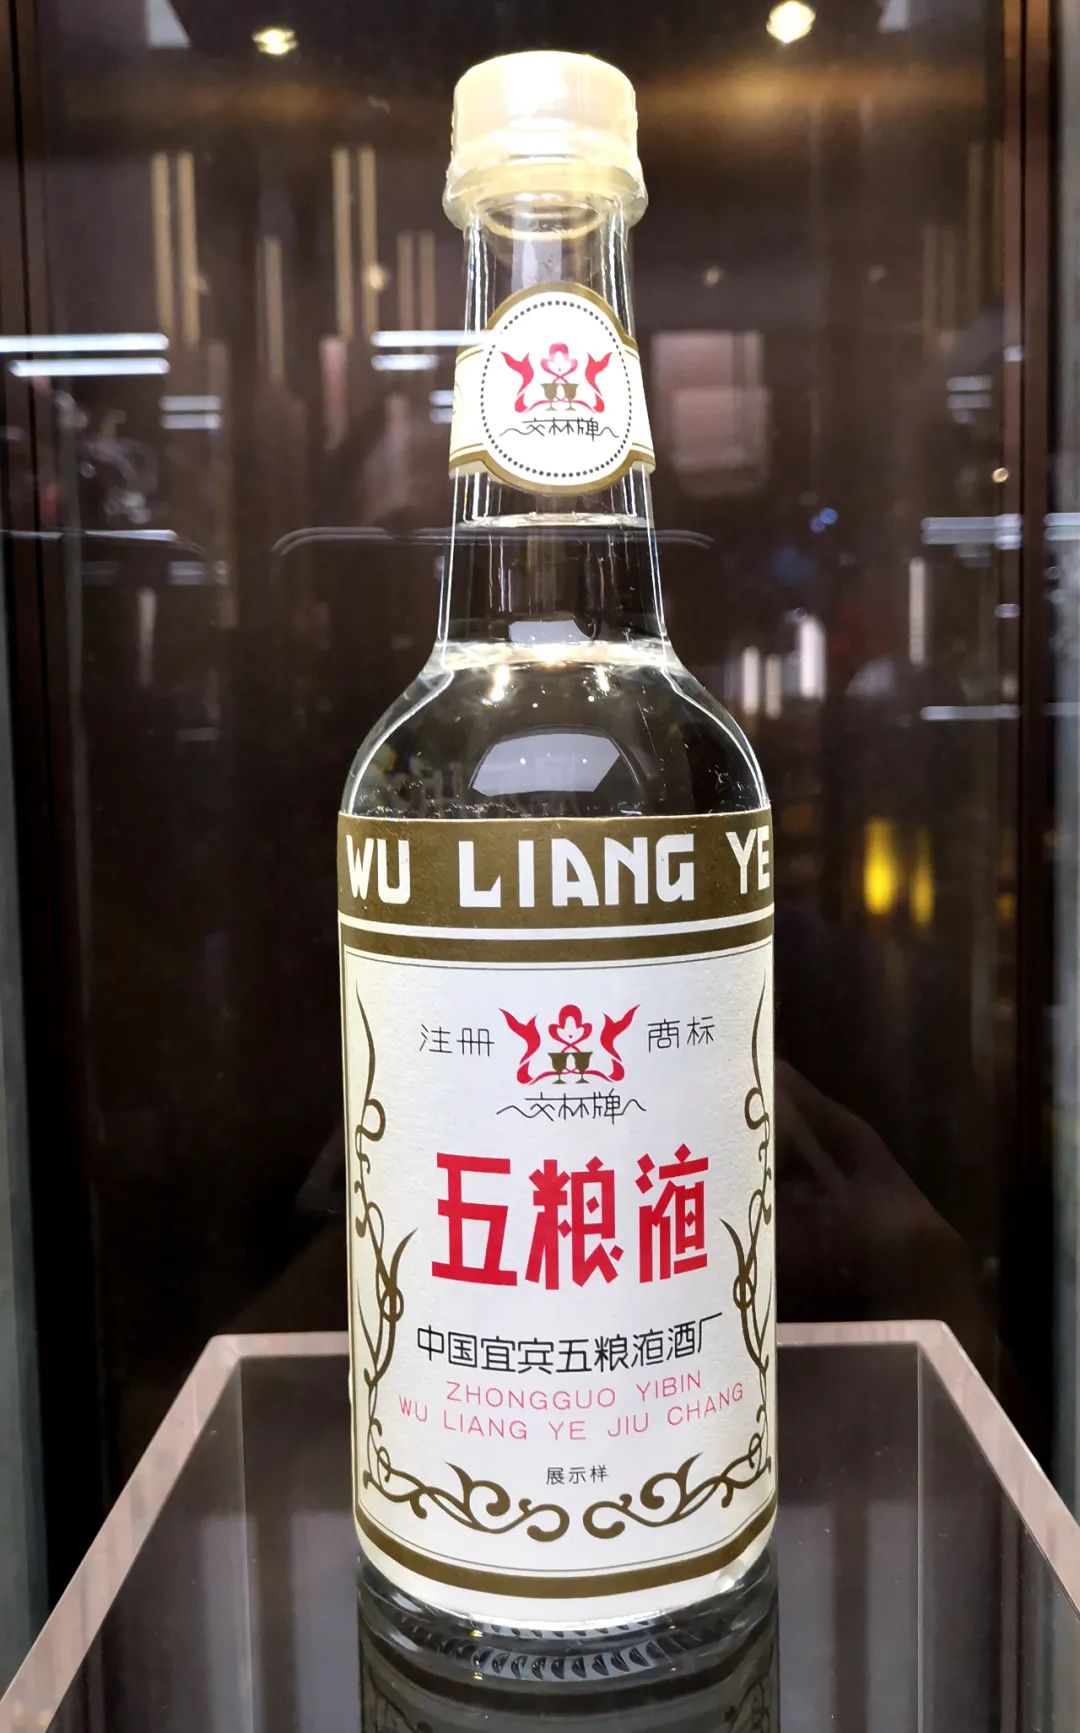 交杯牌
WU LIANG YE
注册 商标
交杯牌
五粮液
中国宜宾五粮液酒厂
ZHONGGUO YIBIN
WU LIANG YE JIU CHANG
展示样